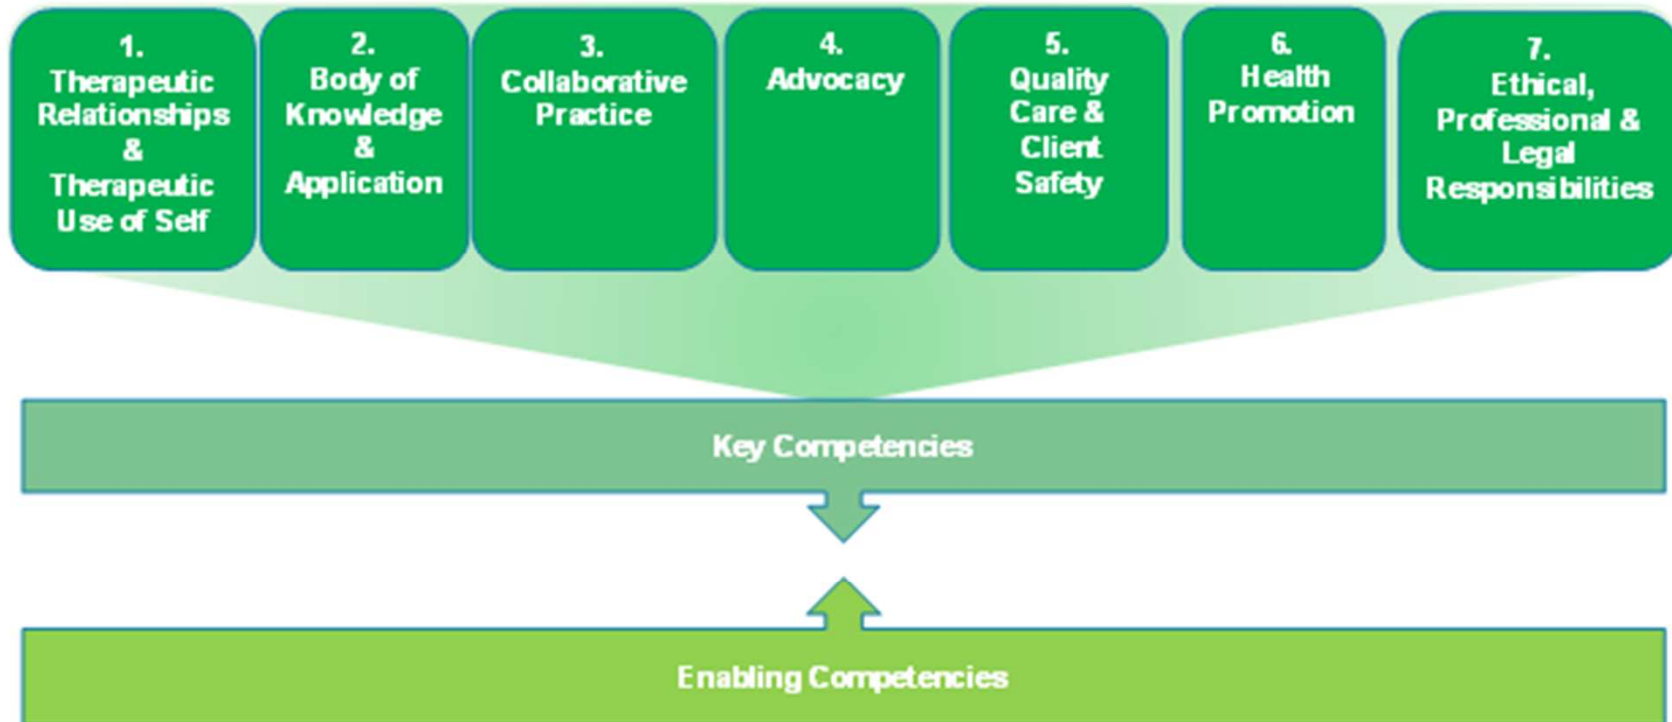 1.
Therapeutic
Relationships
&
Therapeutic
Use of Self
2.
Body of
Knowledge
&
Application
3.
Collaborative
Practice
4.
Advocacy
5.
Quality
Care &
Client
Safety
6.
Health
Promotion
7.
Ethical,
Professional &
Legal
Responsibilities
Key Competencies
Enabling Competencies